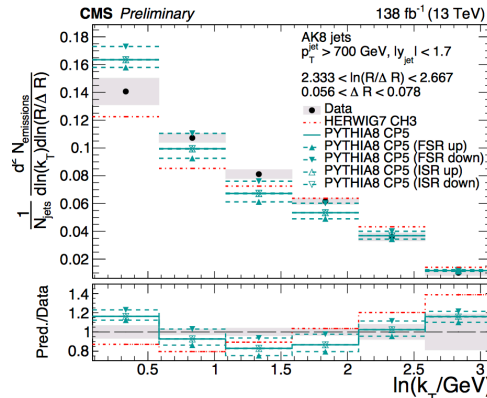 CMS Preliminary 138 fb⁻¹ (13 TeV)
AK8 jets
p_T^jet > 700 GeV, |y_jet| < 1.7
2.333 < ln(R/Δ R) < 2.667
0.056 < Δ R < 0.078
Data
HERWIG7 CH3
PYTHIA8 CP5
PYTHIA8 CP5 (FSR up)
PYTHIA8 CP5 (FSR down)
PYTHIA8 CP5 (ISR up)
PYTHIA8 CP5 (ISR down)
1/N_jets d² N_emissions / dln(k_T)dln(R/Δ R)
0.18
0.16
0.14
0.12
0.1
0.08
0.06
0.04
0.02
Pred./Data
1.4
1.2
1
0.8
0.5 1 1.5 2 2.5 3
ln(k_T/GeV)